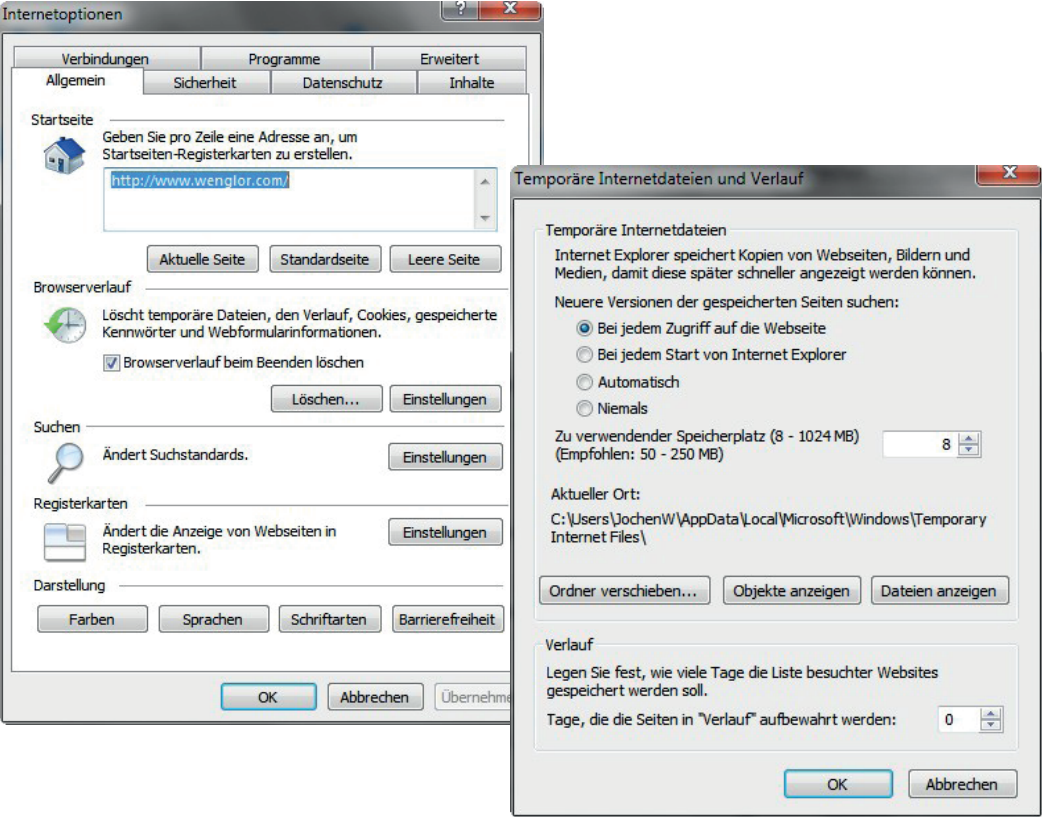 Internetoptionen
?
X
Verbindungen
Programme
Erweitert
Allgemein
Sicherheit
Datenschutz
Inhalte
Startseite
Geben Sie pro Zeile eine Adresse an, um
Startseiten-Registerkarten zu erstellen.
http://www.wenglor.com/
Aktuelle Seite
Standardseite
Leere Seite
Browserverlauf
Löscht temporäre Dateien, den Verlauf, Cookies, gespeicherte
Kennwörter und Webformularinformationen.
Browserverlauf beim Beenden löschen
Löschen...
Einstellungen
Suchen
Ändert Suchstandards.
Einstellungen
Registerkarten
Ändert die Anzeige von Webseiten in
Registerkarten.
Einstellungen
Darstellung
Farben
Sprachen
Schriftarten
Barrierefreiheit
OK
Abbrechen
Übernehme
Temporäre Internetdateien und Verlauf
X
Temporäre Internetdateien
Internet Explorer speichert Kopien von Webseiten, Bildern und
Medien, damit diese später schneller angezeigt werden können.
Neuere Versionen der gespeicherten Seiten suchen:
Bei jedem Zugriff auf die Webseite
Bei jedem Start von Internet Explorer
Automatisch
Niemals
Zu verwendender Speicherplatz (8 - 1024 MB)
(Empfohlen: 50 - 250 MB)
8
Aktueller Ort:
C:\Users\JochenW\AppData\Local\Microsoft\Windows\Temporary
Internet Files\
Ordner verschieben...
Objekte anzeigen
Dateien anzeigen
Verlauf
Legen Sie fest, wie viele Tage die Liste besuchter Websites
gespeichert werden soll.
Tage, die die Seiten in "Verlauf" aufbewahrt werden:
0
OK
Abbrechen